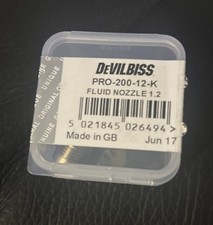 DEVILBISS
PRO-200-12-K
FLUID NOZZLE 1.2
5 021845 026494 >
Made in GB
Jun 17